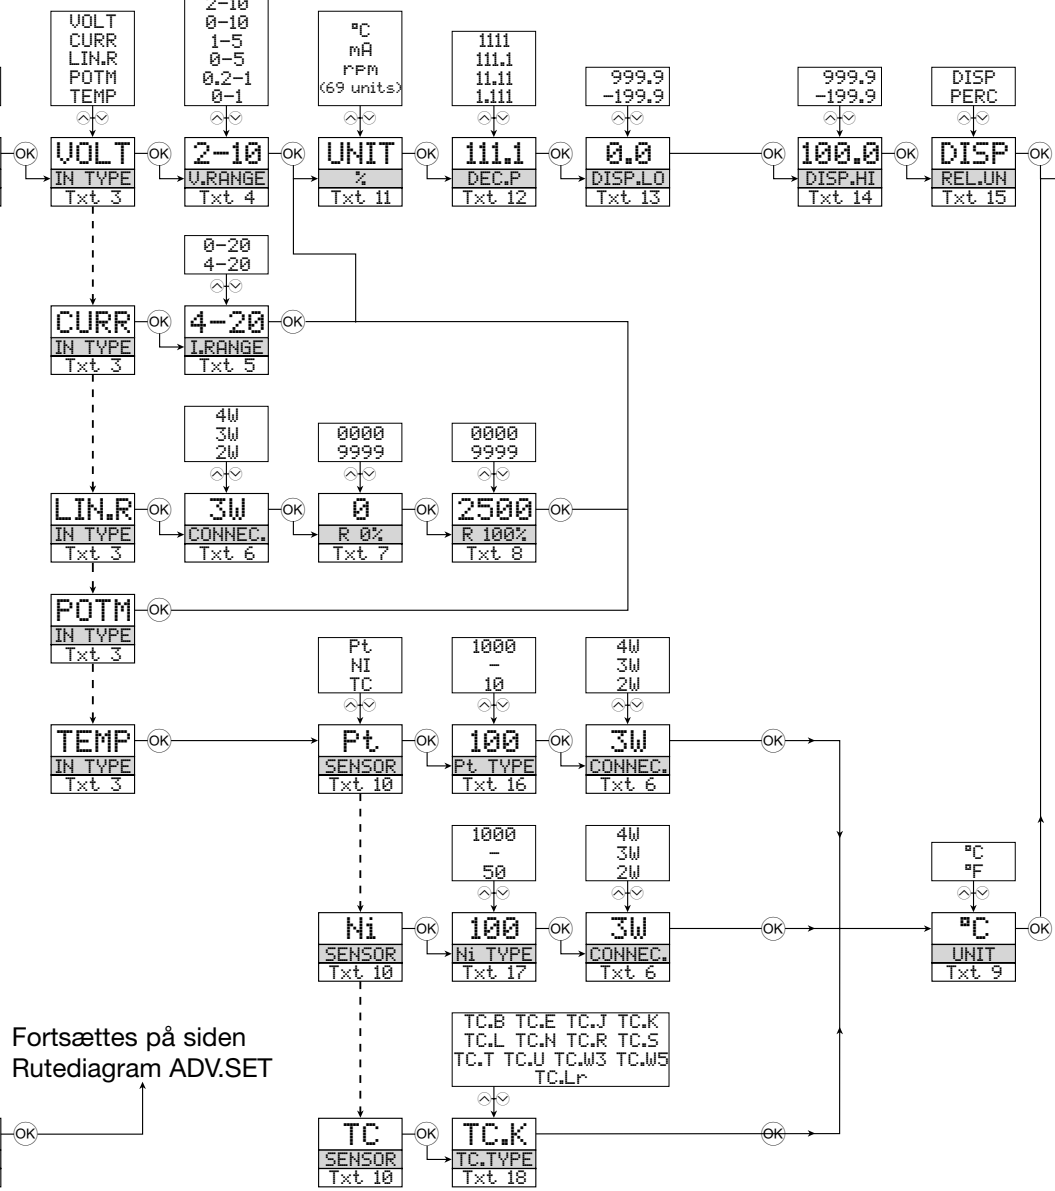 VOLT
CURR
LIN.R
POTM
TEMP
2-10
0-10
1-5
0-5
0.2-1
0-1
°C
mA
rpm
(69 units)
1111
111.1
11.11
1.111
999.9
-199.9
999.9
-199.9
DISP
PERC
OK
VOLT
IN TYPE
Txt 3
OK
2-10
V.RANGE
Txt 4
OK
UNIT
%
Txt 11
OK
111.1
DEC.P
Txt 12
OK
0.0
DISP.LO
Txt 13
OK
100.0
DISP.HI
Txt 14
OK
DISP
REL.UN
Txt 15
OK
0-20
4-20
CURR
IN TYPE
Txt 3
OK
4-20
I.RANGE
Txt 5
OK
4W
3W
2W
0000
9999
0000
9999
LIN.R
IN TYPE
Txt 3
OK
3W
CONNEC.
Txt 6
OK
0
R 0%
Txt 7
OK
2500
R 100%
Txt 8
OK
POTM
IN TYPE
Txt 3
OK
Pt
NI
TC
1000
-
10
4W
3W
2W
TEMP
IN TYPE
Txt 3
OK
Pt
SENSOR
Txt 10
OK
100
Pt TYPE
Txt 16
OK
3W
CONNEC.
Txt 6
OK
1000
-
50
4W
3W
2W
°C
°F
Ni
SENSOR
Txt 10
OK
100
Ni TYPE
Txt 17
OK
3W
CONNEC.
Txt 6
OK
°C
UNIT
Txt 9
OK
Fortsættes på siden
Rutediagram ADV.SET
OK
TC.B TC.E TC.J TC.K
TC.L TC.N TC.R TC.S
TC.T TC.U TC.W3 TC.W5
TC.Lr
TC
SENSOR
Txt 10
OK
TC.K
TC.TYPE
Txt 18
OK